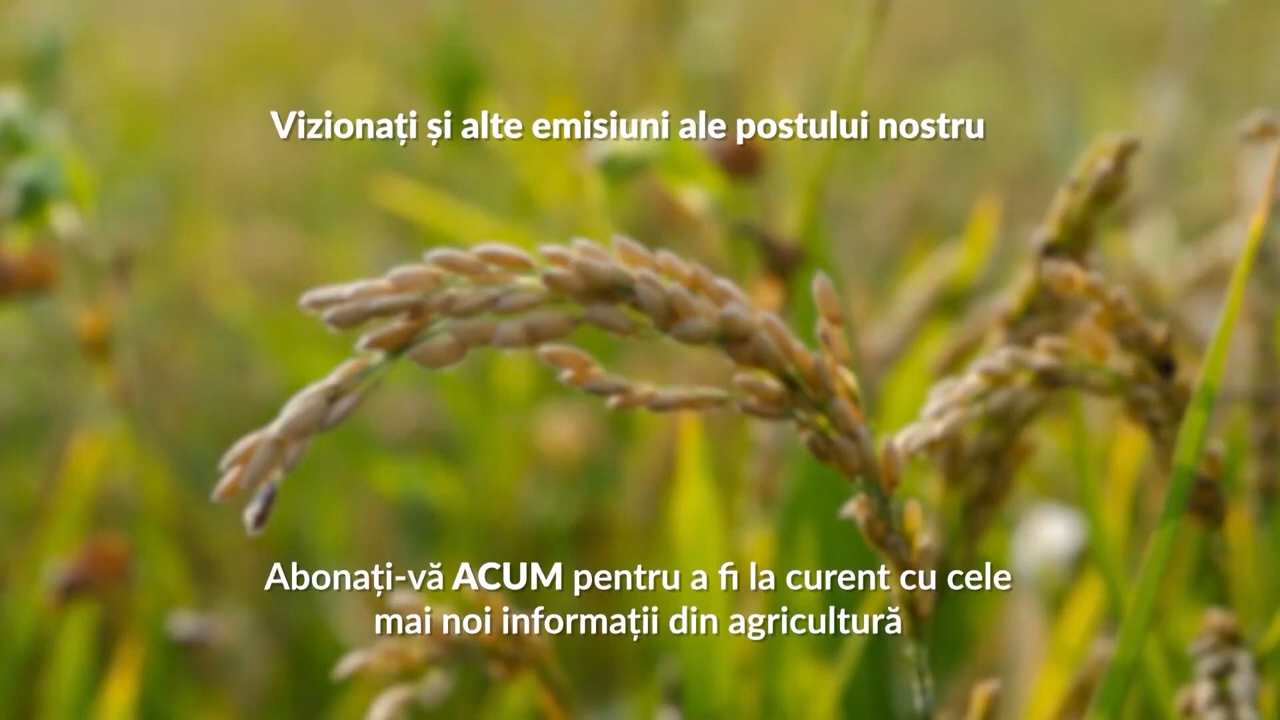 Vizionați și alte emisiuni ale postului nostru
Abonați-vă ACUM pentru a fi la curent cu cele
mai noi informații din agricultură